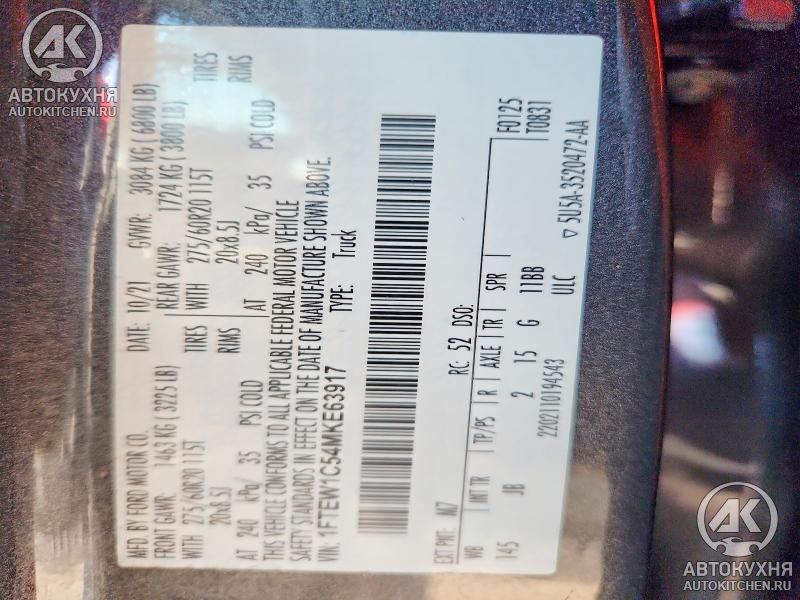 MFD. BY FORD MOTOR CO.
DATE: 10/21 GVWR: 3084 KG (6800 LB)
FRONT GAWR: 1463 KG (3225 LB) REAR GAWR: 1724 KG (3800 LB)
275/60R20 115T TIRES WITH 275/60R20 115T TIRES
20x8.5J RIMS 20x8.5J RIMS
AT 240 kPa/ 35 PSI COLD AT 240 kPa/ 35 PSI COLD
THIS VEHICLE CONFORMS TO ALL APPLICABLE FEDERAL MOTOR VEHICLE
SAFETY STANDARDS IN EFFECT ON THE DATE OF MANUFACTURE SHOWN ABOVE.
VIN: 1FTEW1C54MKE63917 TYPE: Truck
F0125
T0831
EXT PNT: M7 RC: 52 DSO:
WB INT TR TP/PS R AXLE TR SPR
145 JB 2 15 G 11BB
2202110194543 ULC
5U5A-3520472-AA
АК
АВТОКУХНЯ
AUTOKITCHEN.RU
АК
АВТОКУХНЯ
AUTOKITCHEN.RU